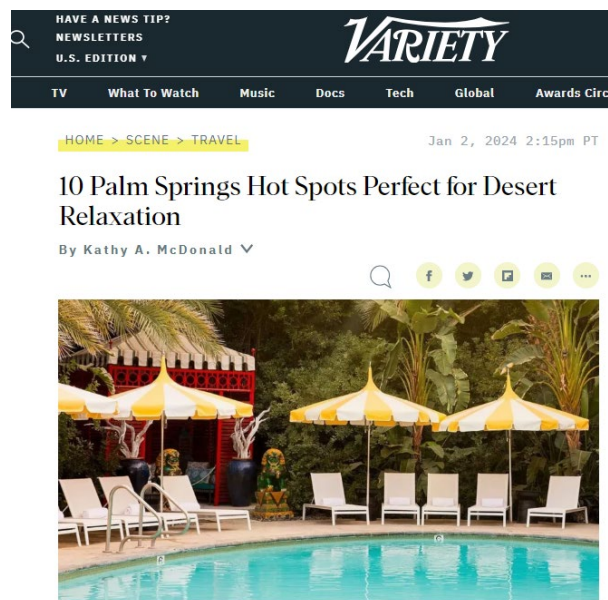 HAVE A NEWS TIP?
NEWSLETTERS
U.S. EDITION ▾
VARIETY
TV What To Watch Music Docs Tech Global Awards Circ
HOME > SCENE > TRAVEL
Jan 2, 2024 2:15pm PT
10 Palm Springs Hot Spots Perfect for Desert
Relaxation
By Kathy A. McDonald